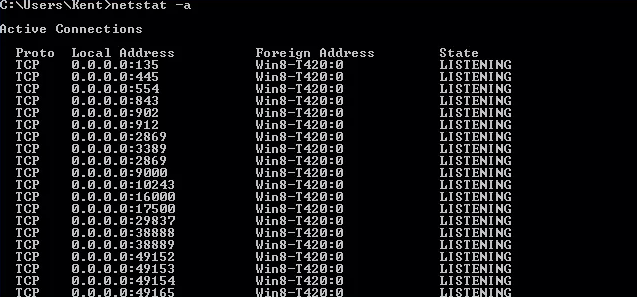 C:\Users\Kent>netstat -a
Active Connections
Proto Local Address Foreign Address State
TCP 0.0.0.0:135 Win8-T420:0 LISTENING
TCP 0.0.0.0:445 Win8-T420:0 LISTENING
TCP 0.0.0.0:554 Win8-T420:0 LISTENING
TCP 0.0.0.0:843 Win8-T420:0 LISTENING
TCP 0.0.0.0:902 Win8-T420:0 LISTENING
TCP 0.0.0.0:912 Win8-T420:0 LISTENING
TCP 0.0.0.0:2869 Win8-T420:0 LISTENING
TCP 0.0.0.0:3389 Win8-T420:0 LISTENING
TCP 0.0.0.0:2869 Win8-T420:0 LISTENING
TCP 0.0.0.0:9000 Win8-T420:0 LISTENING
TCP 0.0.0.0:10243 Win8-T420:0 LISTENING
TCP 0.0.0.0:16000 Win8-T420:0 LISTENING
TCP 0.0.0.0:17500 Win8-T420:0 LISTENING
TCP 0.0.0.0:29837 Win8-T420:0 LISTENING
TCP 0.0.0.0:38888 Win8-T420:0 LISTENING
TCP 0.0.0.0:38889 Win8-T420:0 LISTENING
TCP 0.0.0.0:49152 Win8-T420:0 LISTENING
TCP 0.0.0.0:49153 Win8-T420:0 LISTENING
TCP 0.0.0.0:49154 Win8-T420:0 LISTENING
TCP 0.0.0.0:49165 Win8-T420:0 LISTENING